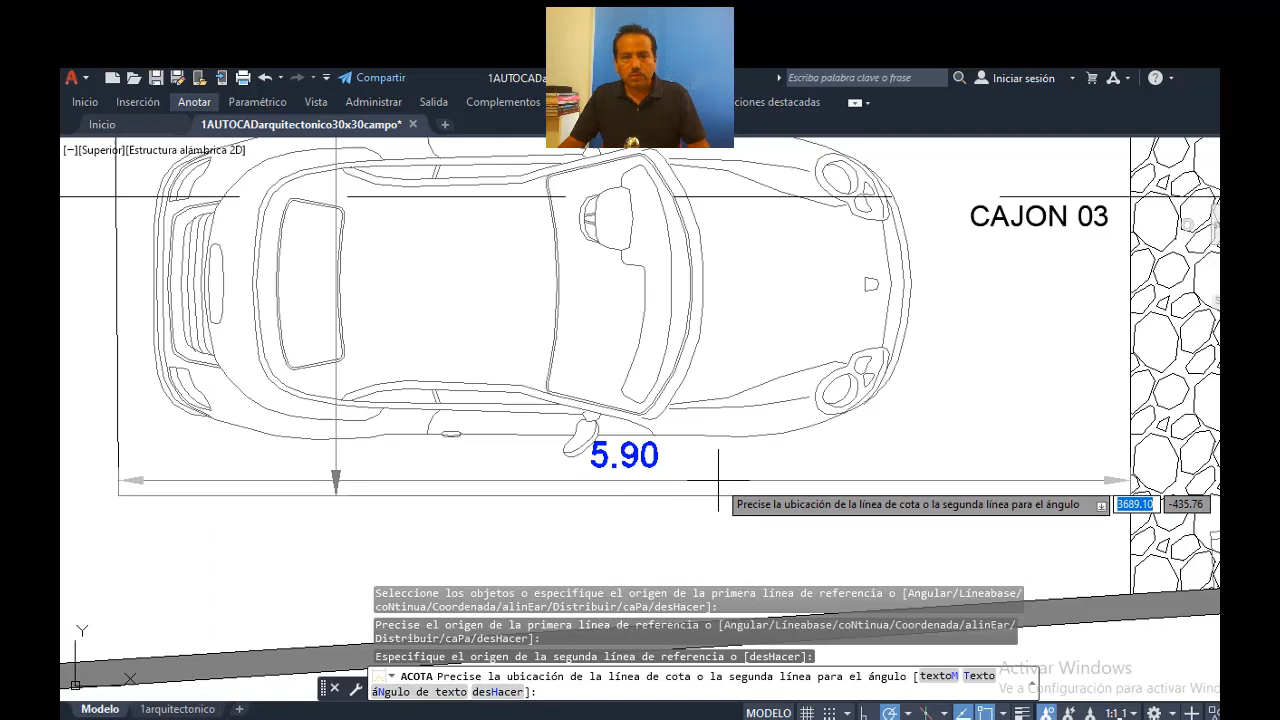 Compartir
1AUTOCADa
Escriba palabra clave o frase
Iniciar sesión
Inicio
Inserción
Anotar
Paramétrico
Vista
Administrar
Salida
Complementos
ciones destacadas
Inicio
1AUTOCADarquitectonico30x30campo*
[−][Superior][Estructura alámbrica 2D]
CAJON 03
5.90
Precise la ubicación de la línea de cota o la segunda línea para el ángulo
3689.10
-435.76
Seleccione los objetos o especifique el origen de la primera línea de referencia o [Angular/Líneabase/
coNtinua/Coordenada/alinEar/Distribuir/caPa/desHacer]:
Precise el origen de la primera línea de referencia o [Angular/Líneabase/coNtinua/Coordenada/alinEar/
Distribuir/caPa/desHacer]:
Especifique el origen de la segunda línea de referencia o [desHacer]:
ACOTA Precise la ubicación de la línea de cota o la segunda línea para el ángulo [textoM Texto
áNgulo de texto desHacer]:
Activar Windows
Ve a Configuración para activar Wind
Y
X
Modelo
1arquitectonico
MODELO
1:1_1